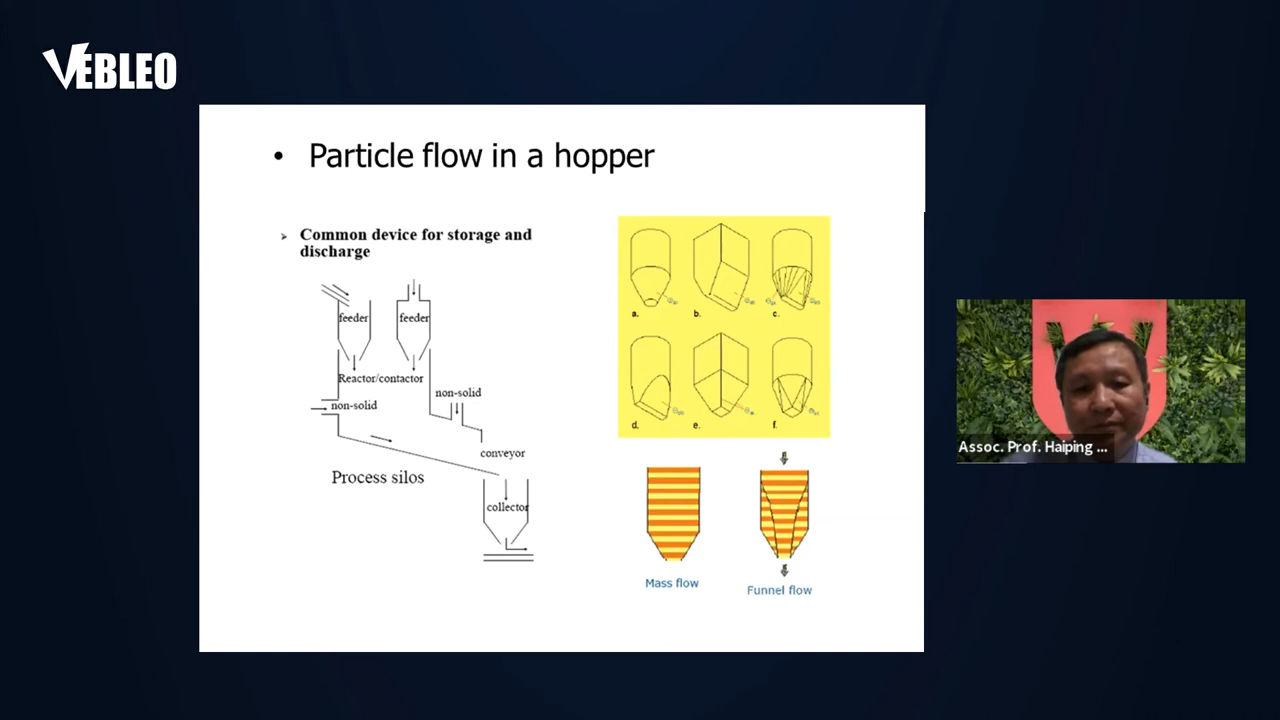 VEBLEO
• Particle flow in a hopper
➢ Common device for storage and
discharge
feeder
feeder
Reactor/contactor
non-solid
non-solid
conveyor
Process silos
collector
a.
b.
c.
d.
e.
f.
Mass flow
Funnel flow
Assoc. Prof. Haiping ...